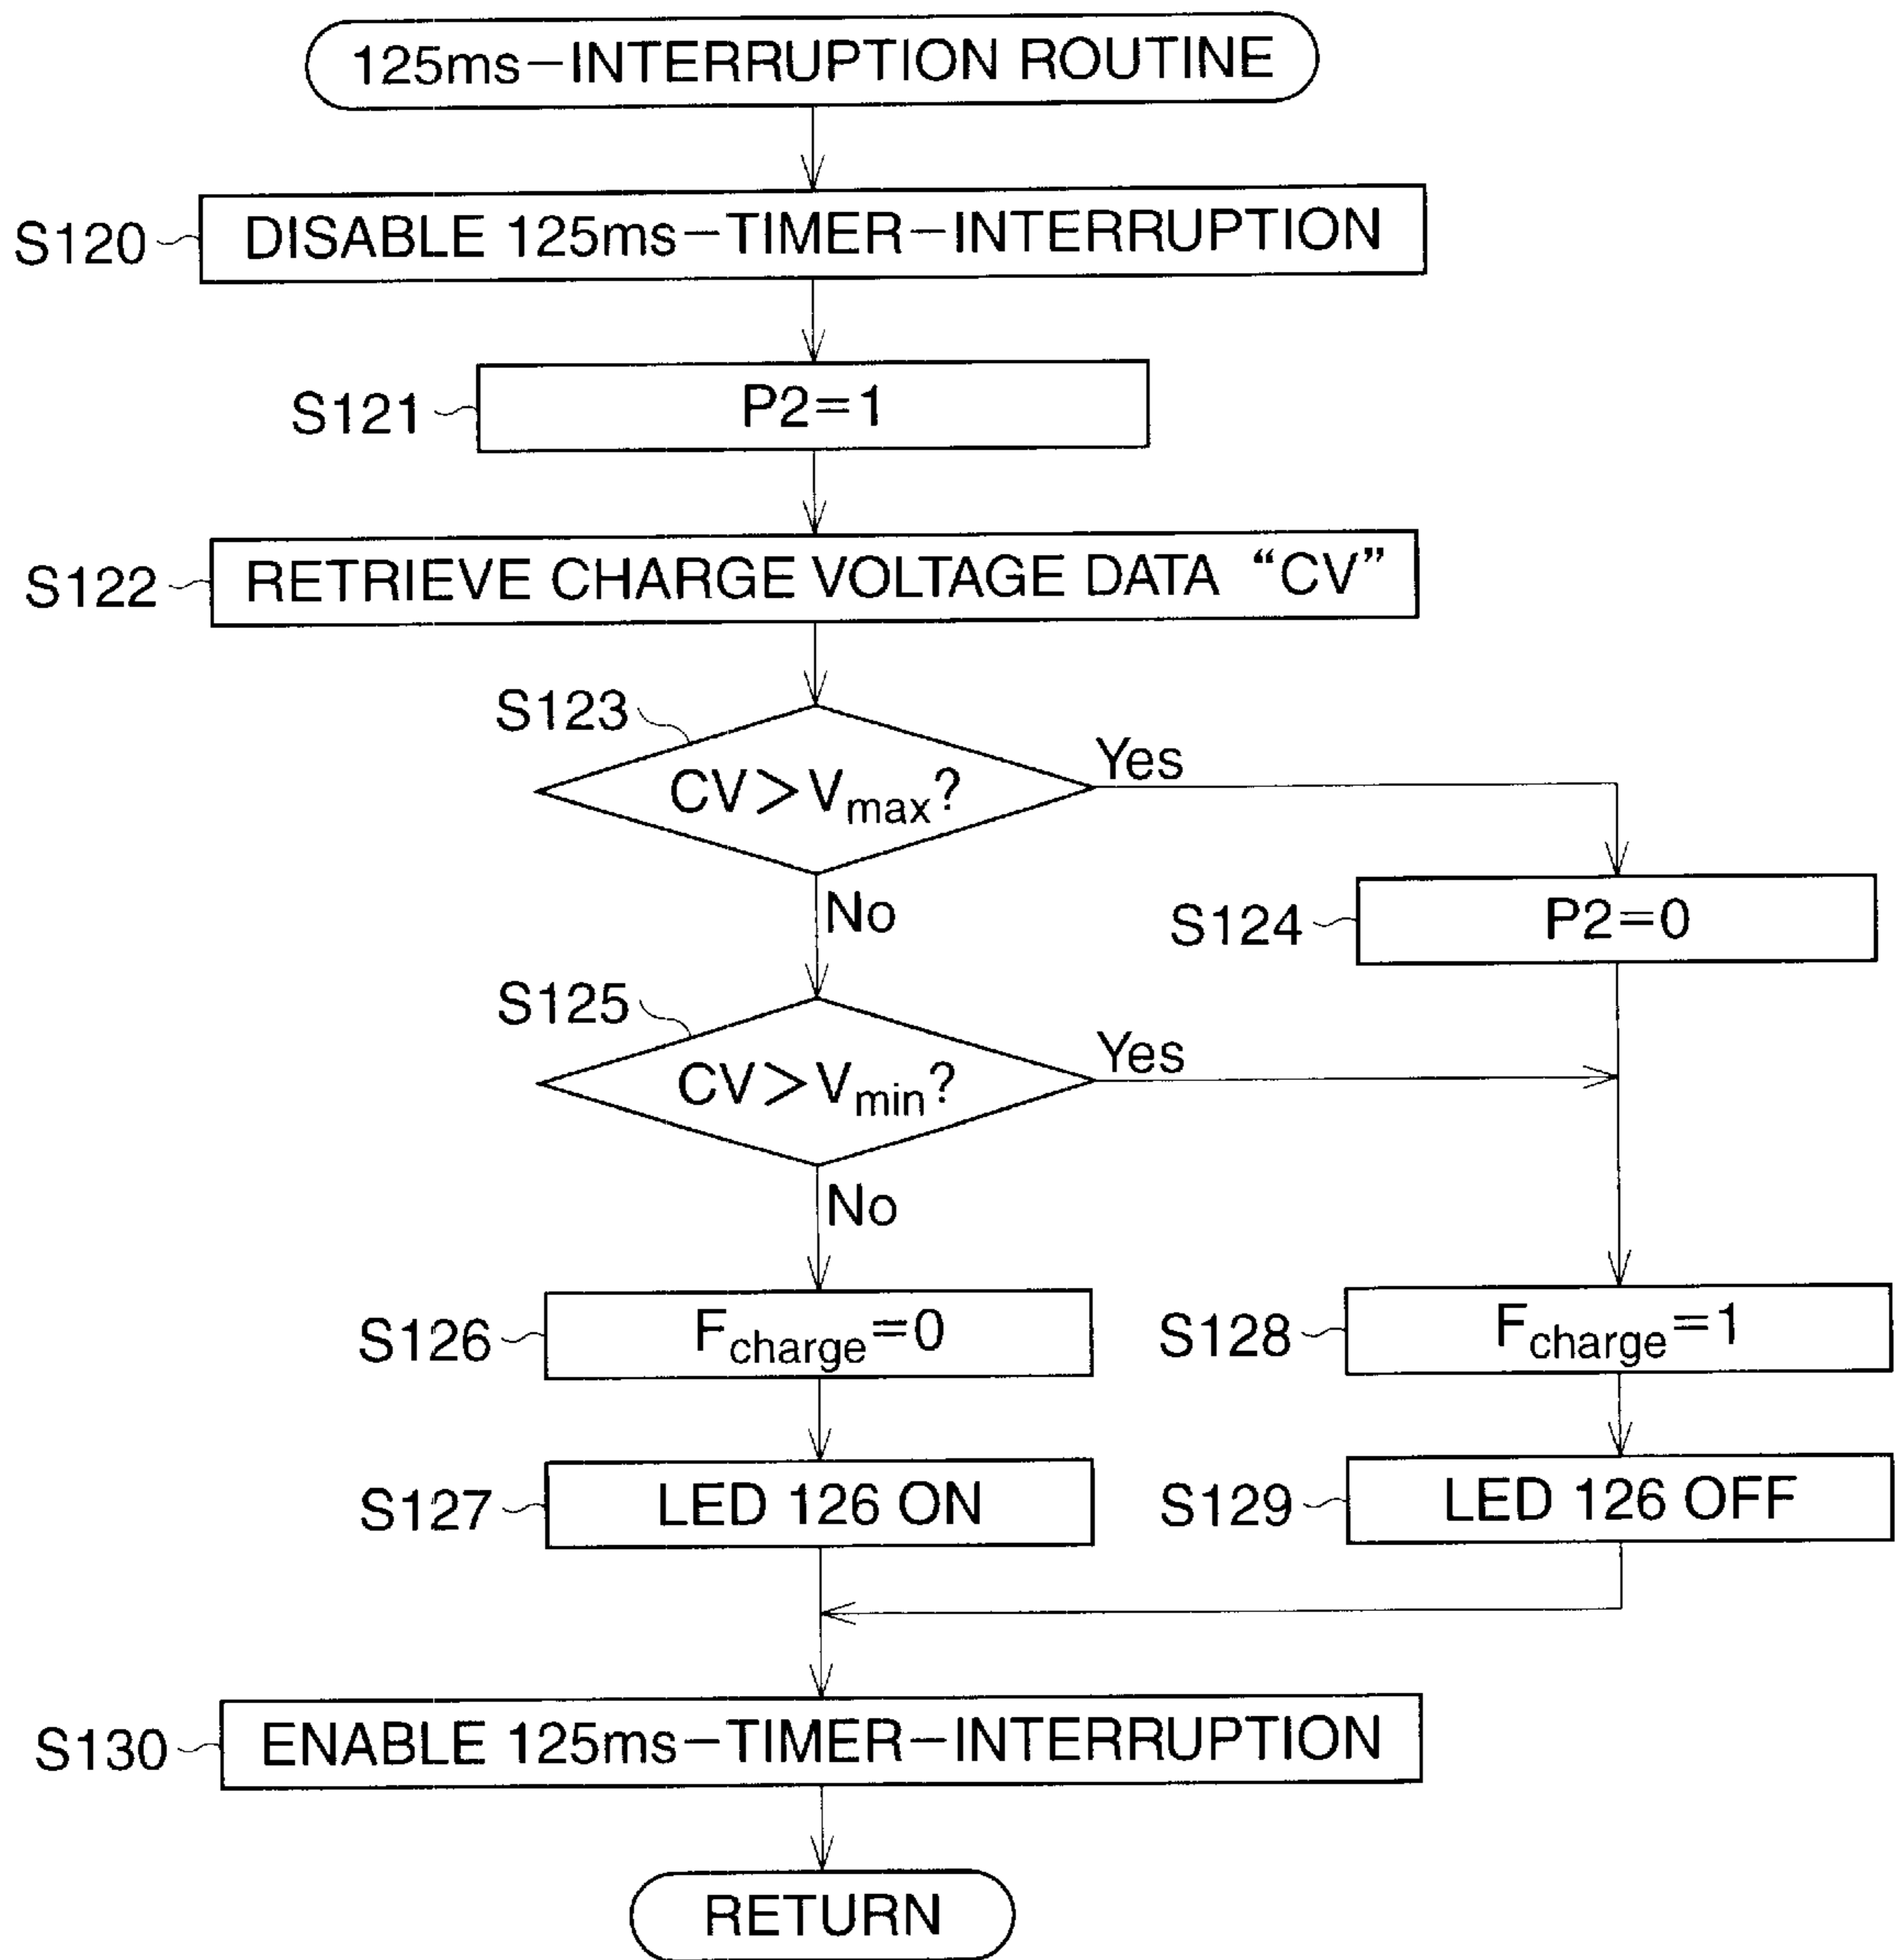 125ms-INTERRUPTION ROUTINE
S120
DISABLE 125ms-TIMER-INTERRUPTION
S121
P2=1
S122
RETRIEVE CHARGE VOLTAGE DATA “CV”
S123
CV>Vmax?
Yes
No
S124
P2=0
S125
CV>Vmin?
Yes
No
S126
Fcharge=0
S128
Fcharge=1
S127
LED 126 ON
S129
LED 126 OFF
S130
ENABLE 125ms-TIMER-INTERRUPTION
RETURN